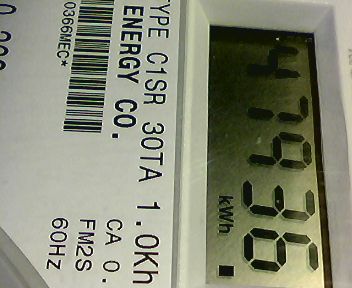 47936
kWh
TYPE C1SR 30TA 1.0Kh
ENERGY CO.
CA 0.
FM2S
60HZ
0366MEC*